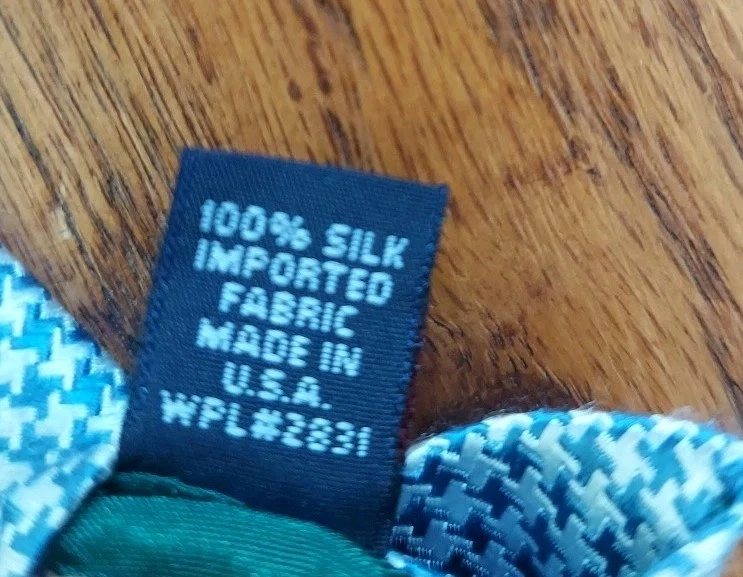 100% SILK
IMPORTED
FABRIC
MADE IN
U.S.A.
WPL#2831